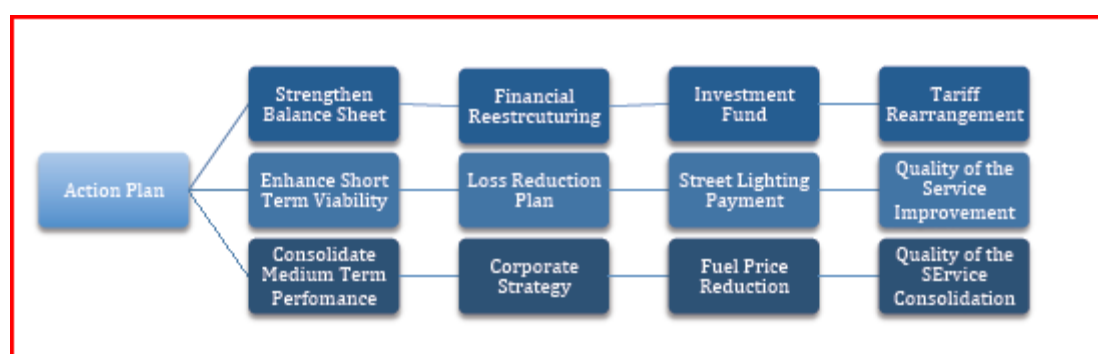 Strengthen
Balance Sheet
Financial
Reestrcuturing
Investment
Fund
Tariff
Rearrangement
Action Plan
Enhance Short
Term Viability
Loss Reduction
Plan
Street Lighting
Payment
Quality of the
Service
Improvement
Consolidate
Medium Term
Perfomance
Corporate
Strategy
Fuel Price
Reduction
Quality of the
SErvice
Consolidation